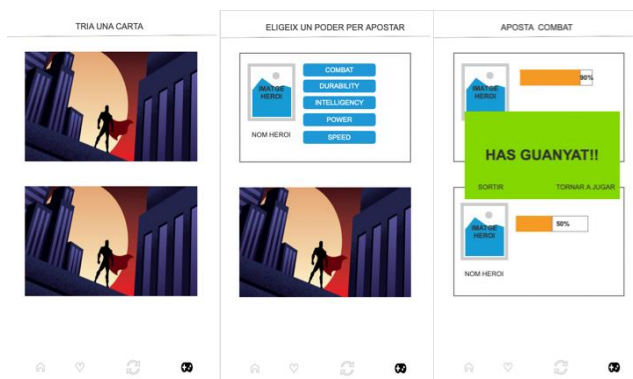 TRIA UNA CARTA
ELIGEIX UN PODER PER APOSTAR
IMATGE
HEROI
NOM HEROI
COMBAT
DURABILITY
INTELLIGENCY
POWER
SPEED
APOSTA COMBAT
IMATGE
HEROI
90%
HAS GUANYAT!!
SORTIR
TORNAR A JUGAR
IMATGE
HEROI
50%
NOM HEROI